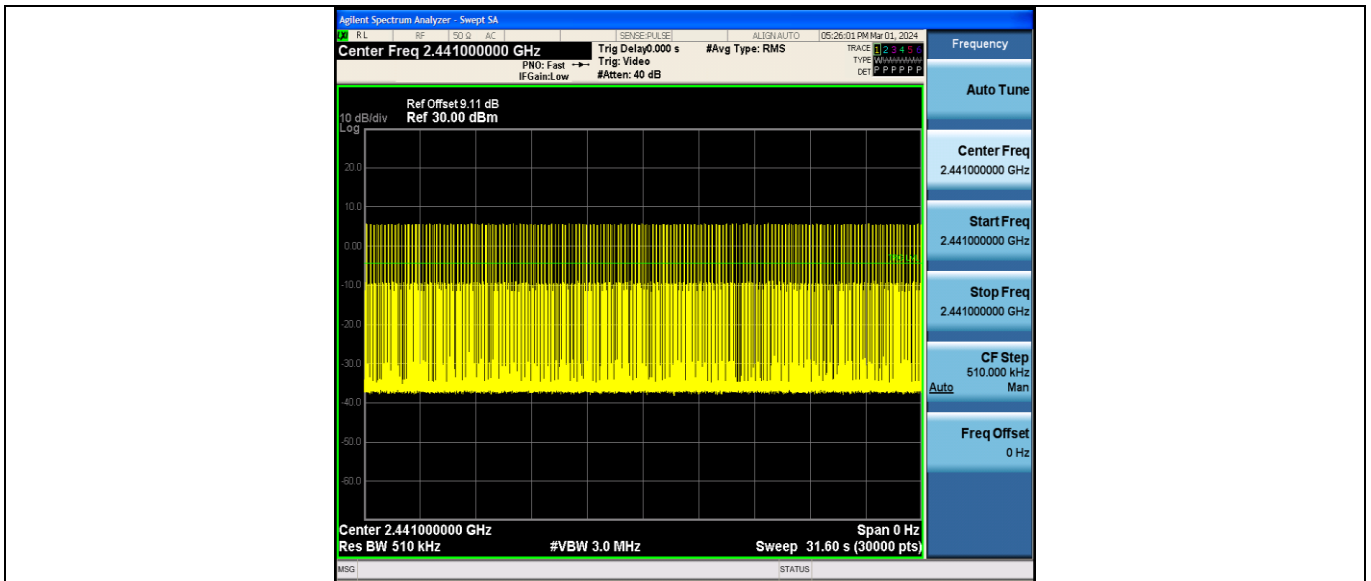 Agilent Spectrum Analyzer - Swept SA
LXI RL RF 50 Ω AC SENSE:PULSE ALIGN AUTO 05:26:01 PM Mar 01, 2024
Center Freq 2.441000000 GHz
PNO: Fast
IFGain:Low
Trig Delay0.000 s
Trig: Video
#Atten: 40 dB
#Avg Type: RMS
TRACE 1 2 3 4 5 6
TYPE
DET P P P P P P
Ref Offset 9.11 dB
10 dB/div Ref 30.00 dBm
Log
20.0
10.0
0.00
-10.0
-20.0
-30.0
-40.0
-50.0
-60.0
Center 2.441000000 GHz Span 0 Hz
Res BW 510 kHz #VBW 3.0 MHz Sweep 31.60 s (30000 pts)
MSG STATUS
Frequency
Auto Tune
Center Freq
2.441000000 GHz
Start Freq
2.441000000 GHz
Stop Freq
2.441000000 GHz
CF Step
510.000 kHz
Auto Man
Freq Offset
0 Hz